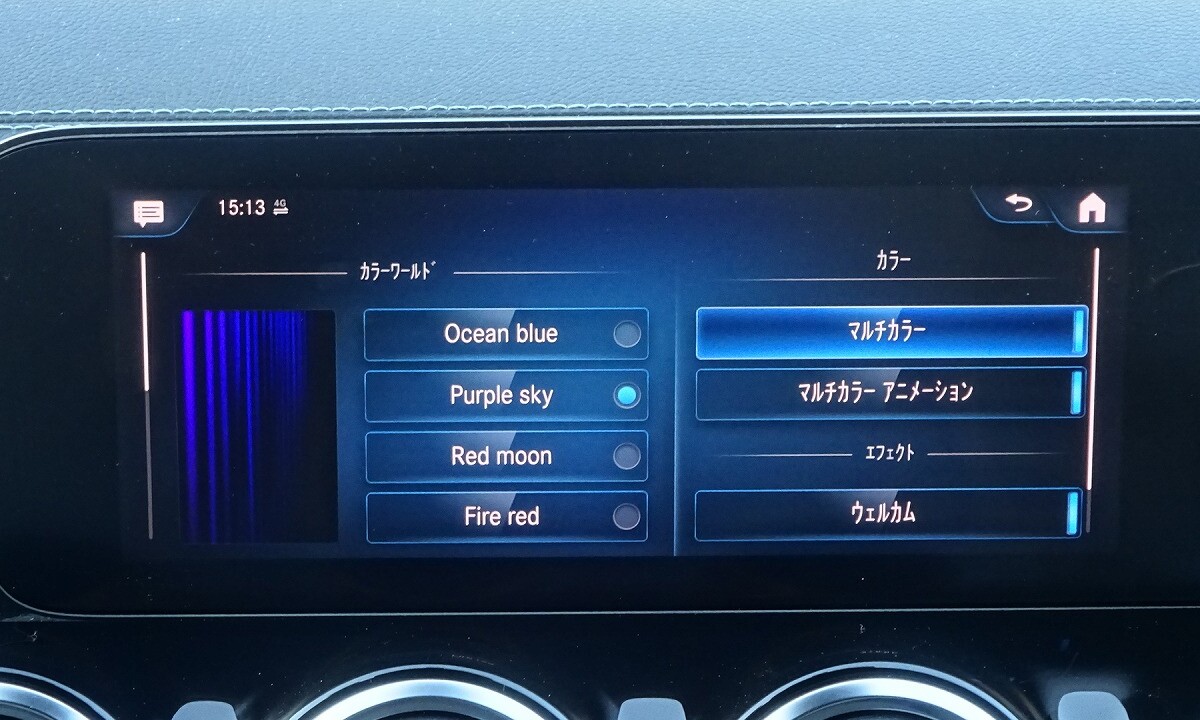 15:13 4G
カラーワールド
Ocean blue
Purple sky
Red moon
Fire red
カラー
マルチカラー
マルチカラー アニメーション
エフェクト
ウェルカム